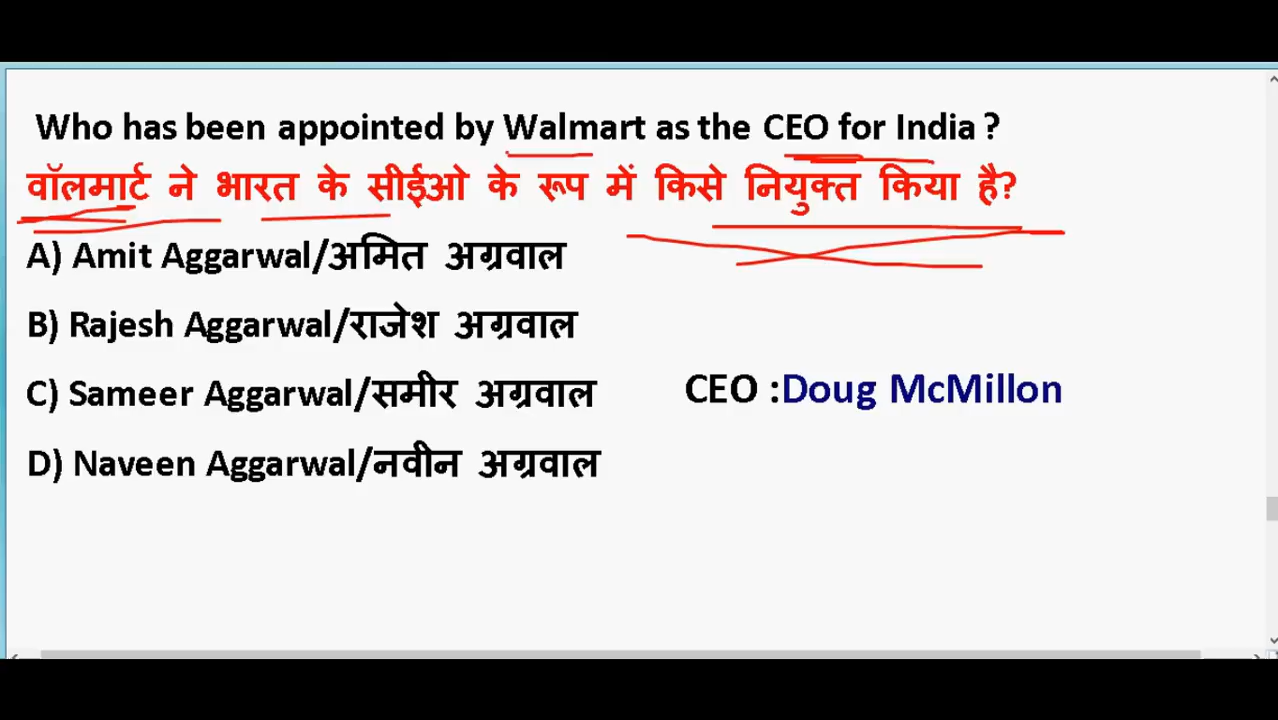 Who has been appointed by Walmart as the CEO for India ?
वॉलमार्ट ने भारत के सीईओ के रूप में किसे नियुक्त किया है?
A) Amit Aggarwal/अमित अग्रवाल
B) Rajesh Aggarwal/राजेश अग्रवाल
C) Sameer Aggarwal/समीर अग्रवाल
CEO :Doug McMillon
D) Naveen Aggarwal/नवीन अग्रवाल